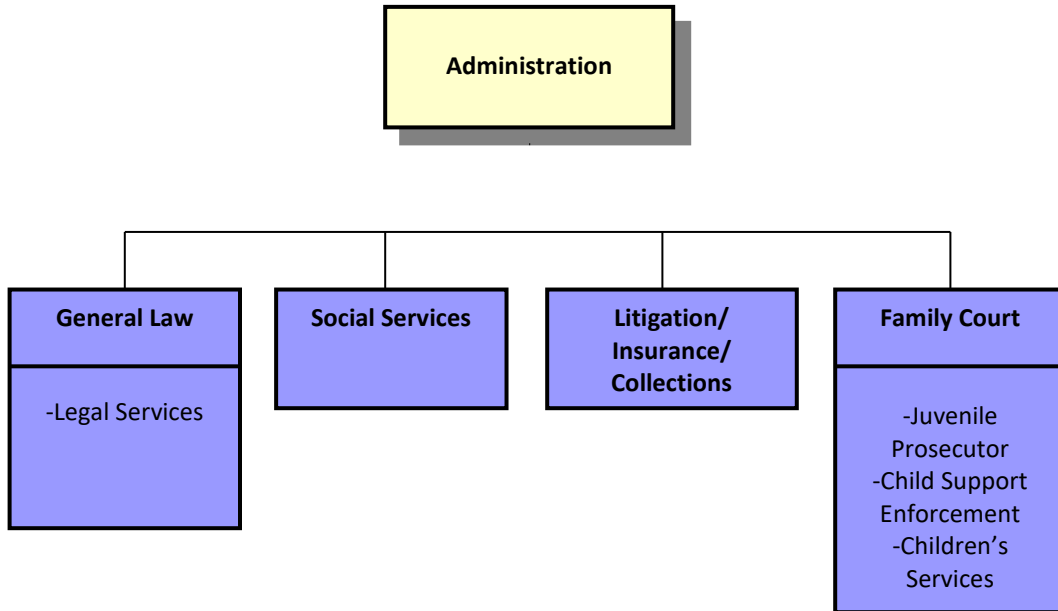 Administration
General Law
-Legal Services
Social Services
Litigation/
Insurance/
Collections
Family Court
-Juvenile
Prosecutor
-Child Support
Enforcement
-Children’s
Services